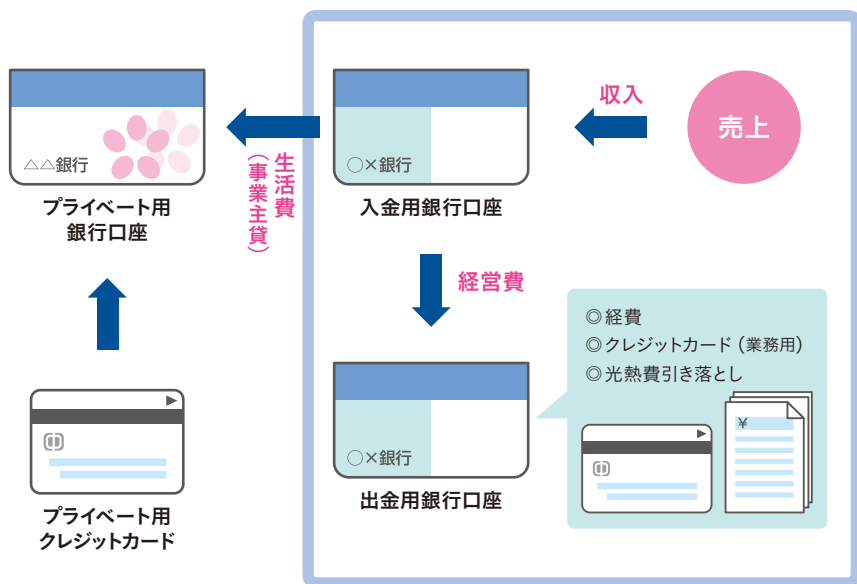 収入
売上
△△銀行
プライベート用
銀行口座
生活費
（事業主貸）
○×銀行
入金用銀行口座
経営費
◎経費
◎クレジットカード（業務用）
◎光熱費引き落とし
¥
○×銀行
出金用銀行口座
プライベート用
クレジットカード